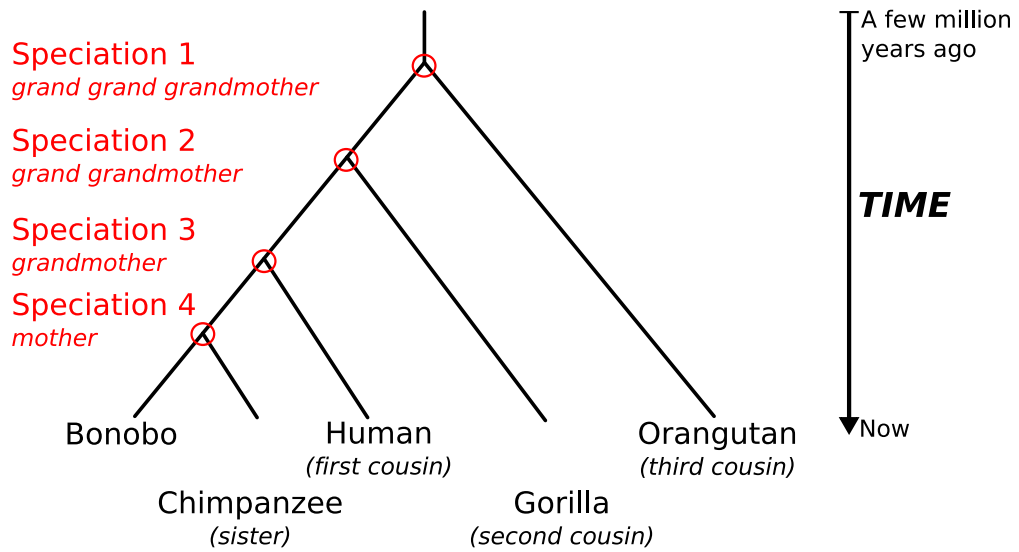 Speciation 1
grand grand grandmother
Speciation 2
grand grandmother
Speciation 3
grandmother
Speciation 4
mother
A few million
years ago
TIME
Now
Bonobo
Human
(first cousin)
Orangutan
(third cousin)
Chimpanzee
(sister)
Gorilla
(second cousin)